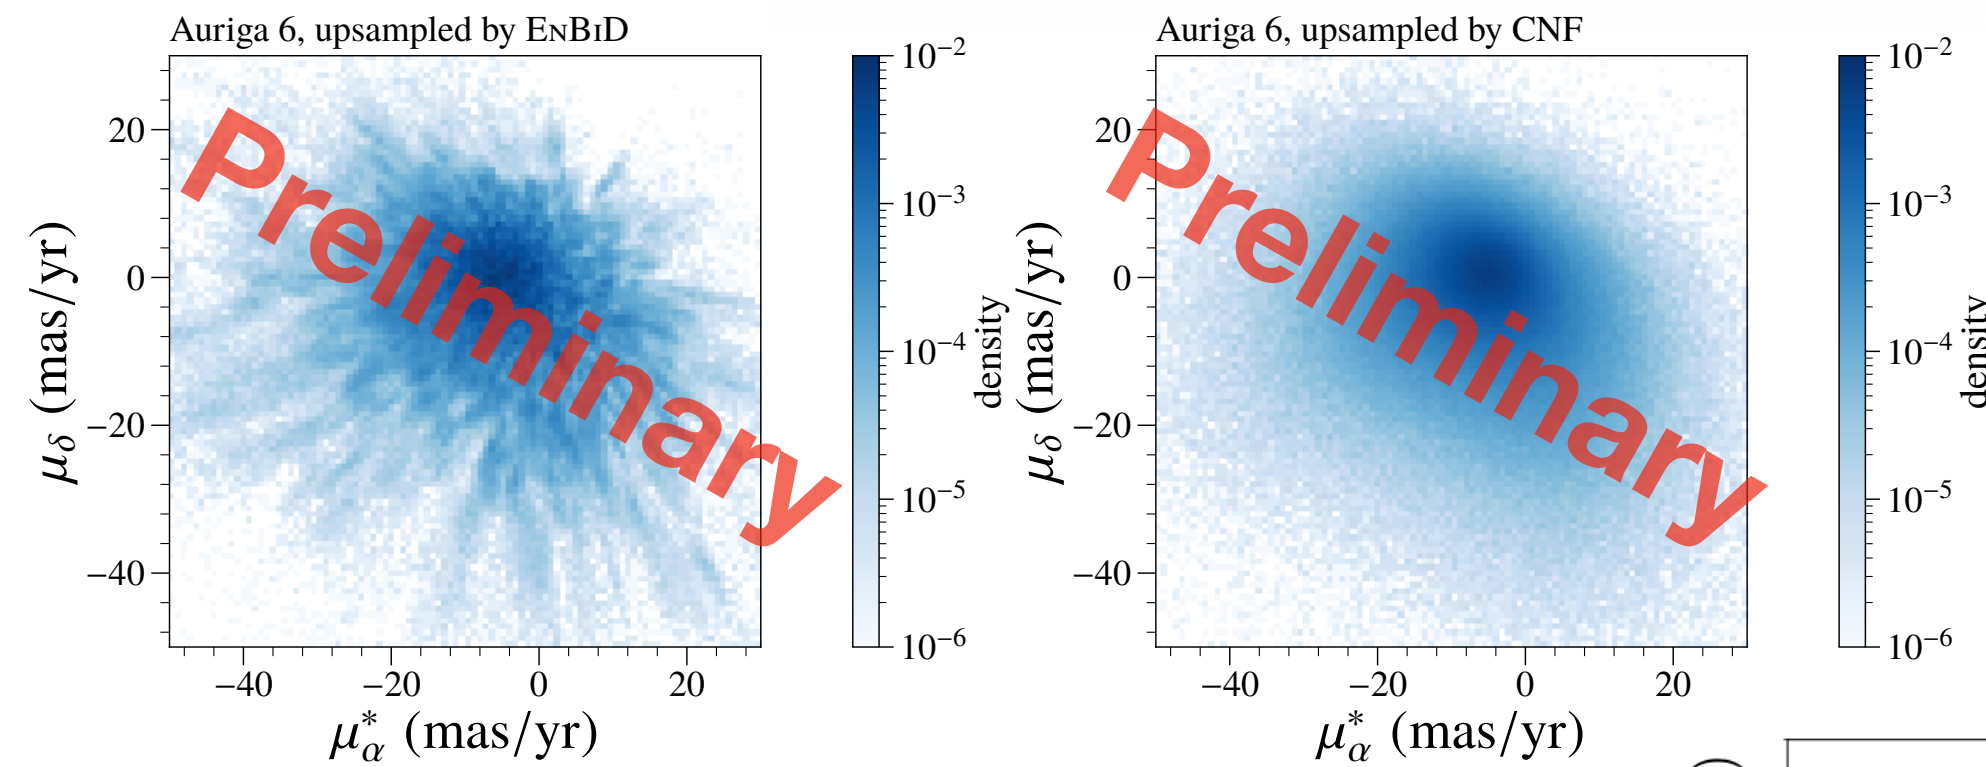 Auriga 6, upsampled by EnBiD
20
0
−20
−40
−40
−20
0
20
μδ (mas/yr)
μ*α (mas/yr)
10−2
10−3
10−4
10−5
10−6
density
Preliminary
Auriga 6, upsampled by CNF
20
0
−20
−40
−40
−20
0
20
μδ (mas/yr)
μ*α (mas/yr)
10−2
10−3
10−4
10−5
10−6
density
Preliminary